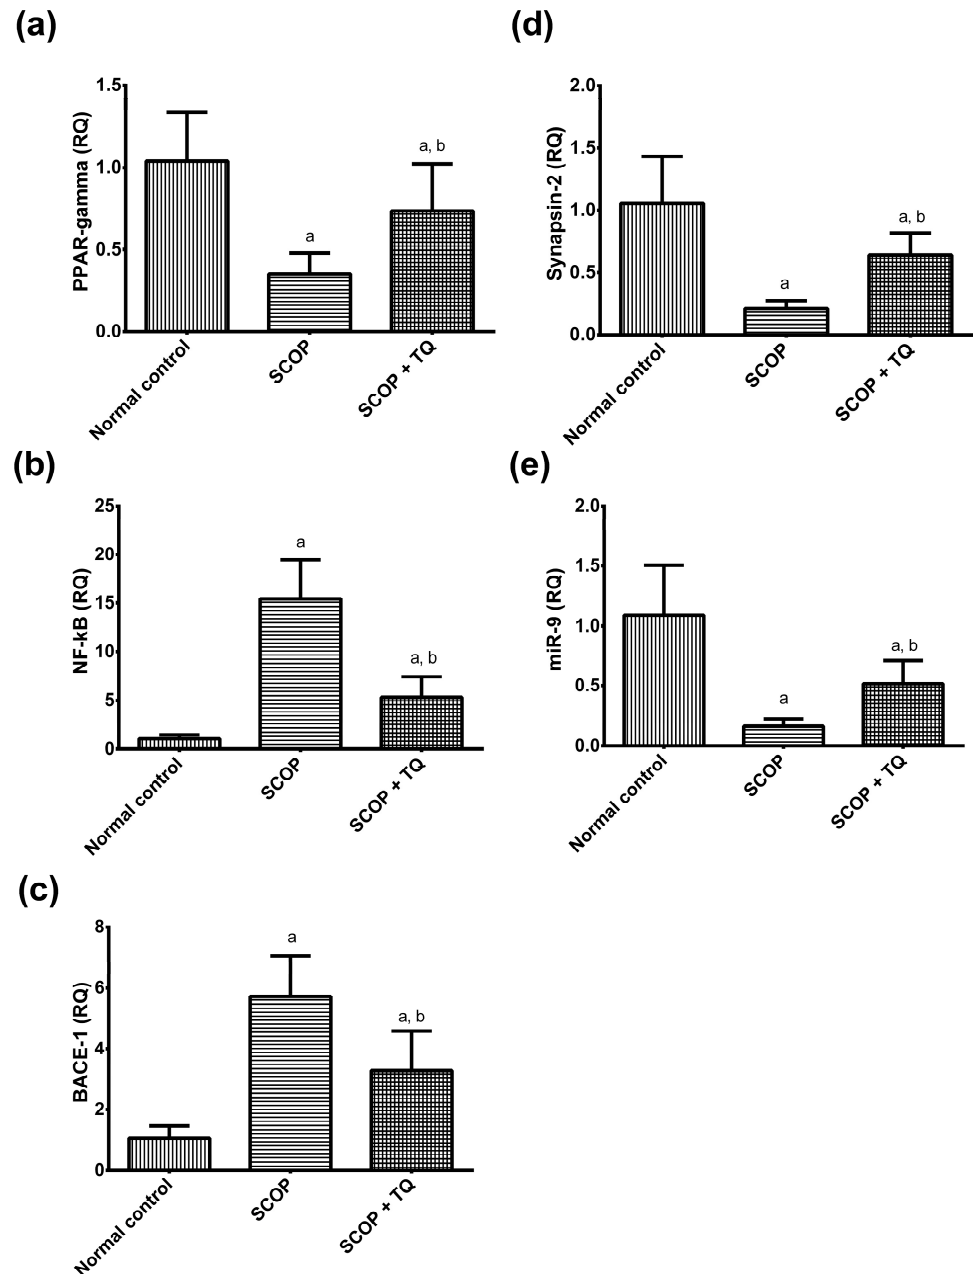 (a)
PPAR-gamma (RQ)
1.5
1.0
0.5
0.0
a
a, b
Normal control
SCOP
SCOP + TQ
(d)
Synapsin-2 (RQ)
2.0
1.5
1.0
0.5
0.0
a
a, b
Normal control
SCOP
SCOP + TQ
(b)
NF-kB (RQ)
25
20
15
10
5
0
a
a, b
Normal control
SCOP
SCOP + TQ
(e)
miR-9 (RQ)
2.0
1.5
1.0
0.5
0.0
a
a, b
Normal control
SCOP
SCOP + TQ
(c)
BACE-1 (RQ)
8
6
4
2
0
a
a, b
Normal control
SCOP
SCOP + TQ